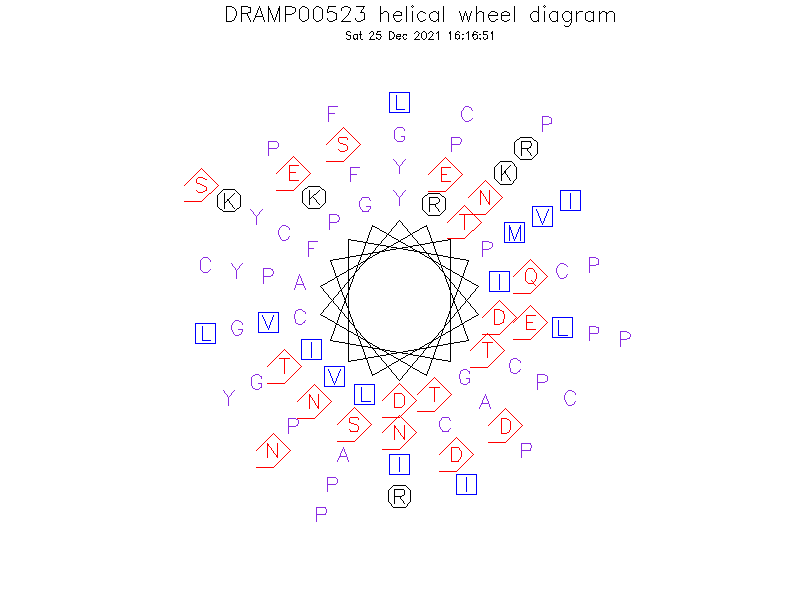 DRAMP00523 helical wheel diagram
Sat 25 Dec 2021 16:16:51
L
F C
P
G
S P
P R
Y
E F E K
S
K K G Y R N I
Y P T V
C M
F P
C Y P A I Q C P
L G V C D E L P P
I T
T C
V G
G P
Y N L D T A C
P S N C D
N A D P
I
P I
R
P